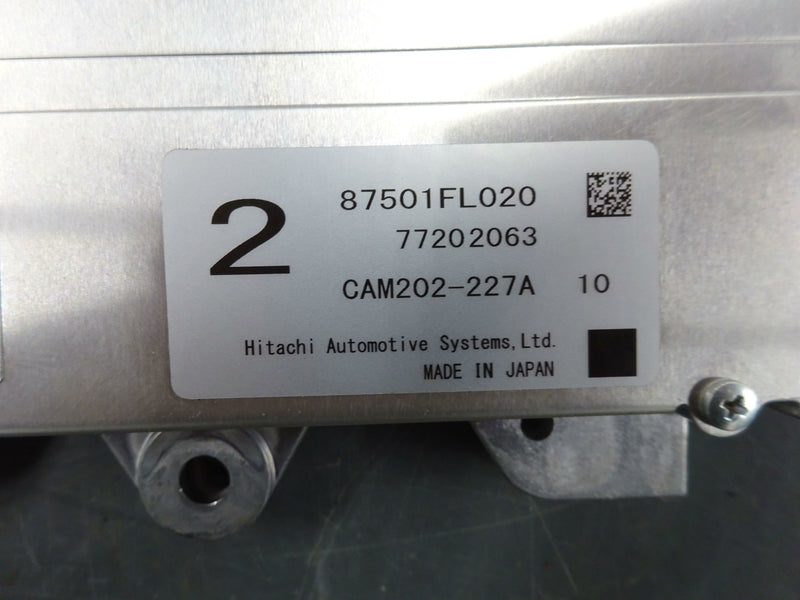 2
87501FL020
77202063
CAM202-227A 10
Hitachi Automotive Systems, Ltd.
MADE IN JAPAN